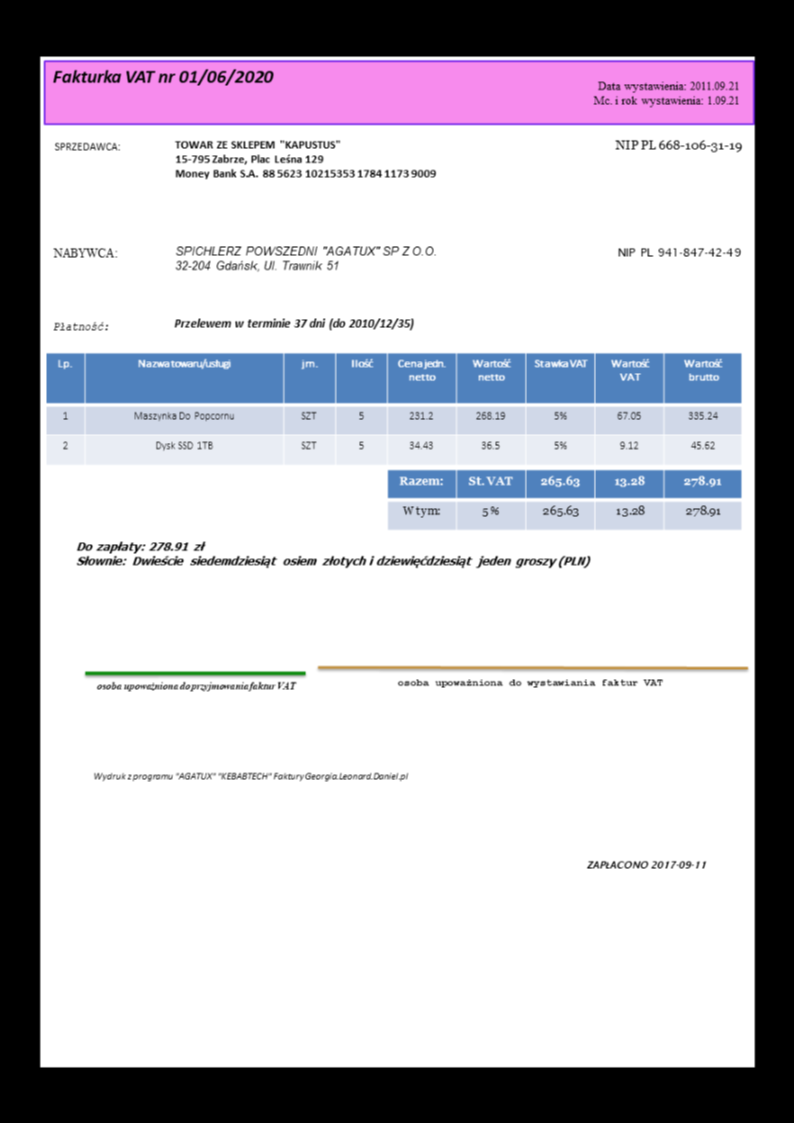 Fakturka VAT nr 01/06/2020
Data wystawienia: 2011.09.21
Mc. i rok wystawienia: 1.09.21
SPRZEDAWCA:
TOWAR ZE SKLEPEM "KAPUSTUS"
15-795 Zabrze, Plac Leśna 129
Money Bank S.A. 88 5623 10215353 1784 1173 9009
NIP PL 668-106-31-19
NABYWCA:
SPICHLERZ POWSZEDNI "AGATUX" SP Z O.O.
32-204 Gdańsk, Ul. Trawnik 51
NIP PL 941-847-42-49
Płatność:
Przelewem w terminie 37 dni (do 2010/12/35)
Lp. Nazwa towaru/usługi jm. Ilość Cena jedn. netto Wartość netto Stawka VAT Wartość VAT Wartość brutto
1 Maszynka Do Popcornu SZT 5 231.2 268.19 5% 67.05 335.24
2 Dysk SSD 1TB SZT 5 34.43 36.5 5% 9.12 45.62
Razem: St. VAT 265.63 13.28 278.91
W tym: 5% 265.63 13.28 278.91
Do zapłaty: 278.91 zł
Słownie: Dwieście siedemdziesiąt osiem złotych i dziewięćdziesiąt jeden groszy (PLN)
osoba upoważniona do przyjmowania faktur VAT
osoba upoważniona do wystawiania faktur VAT
Wydruk z programu "AGATUX" "KEBABTECH" Faktury Georgia.Leonard.Daniel.pl
ZAPŁACONO 2017-09-11